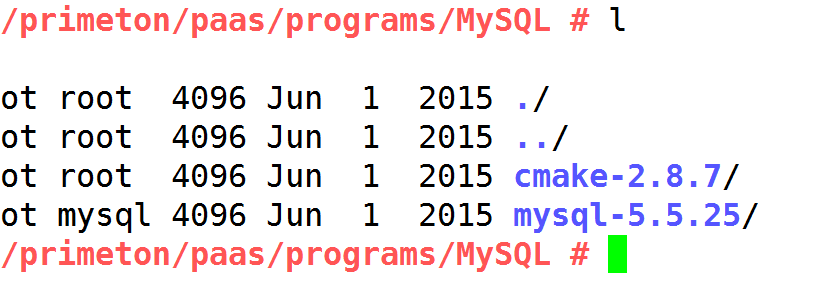 /primeton/paas/programs/MySQL # l
ot root  4096 Jun  1  2015 ./
ot root  4096 Jun  1  2015 ../
ot root  4096 Jun  1  2015 cmake-2.8.7/
ot mysql 4096 Jun  1  2015 mysql-5.5.25/
/primeton/paas/programs/MySQL #